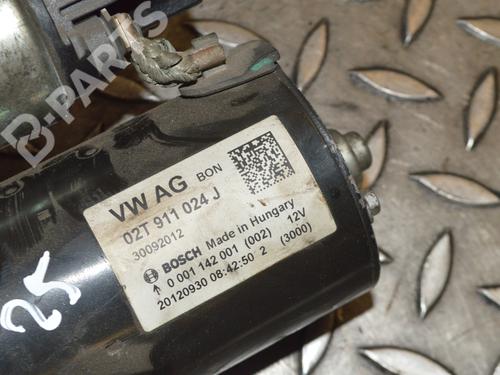 B-PARTS
VW AG BON
02T 911 024 J
30092012
BOSCH Made in Hungary
0 001 142 001 (002) 12V
20120930 08:42:50 2 (3000)
25